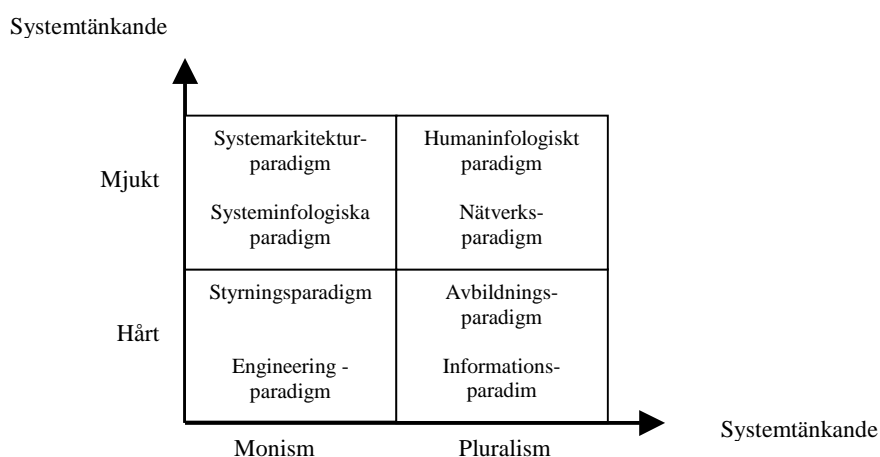 Systemtänkande
Mjukt
Systemarkitektur-
paradigm
Humaninfologiskt
paradigm
Systeminfologiska
paradigm
Nätverks-
paradigm
Hårt
Styrningsparadigm
Avbildnings-
paradigm
Engineering -
paradigm
Informations-
paradim
Monism
Pluralism
Systemtänkande